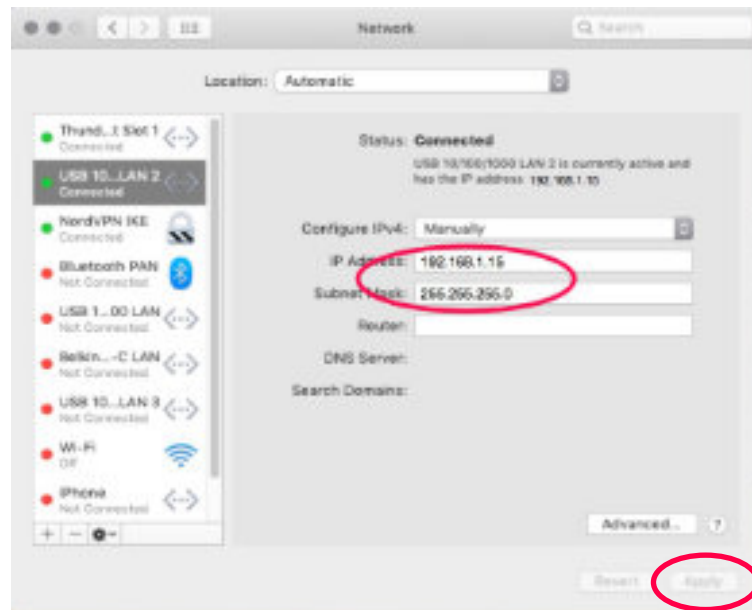 Network
Search
Location: Automatic
Thund...t Slot 1
Connected
USB 10...LAN 2
Connected
NordVPN IKE
Connected
Bluetooth PAN
Not Connected
USB 1...00 LAN
Not Connected
Belkin...-C LAN
Not Connected
USB 10...LAN 3
Not Connected
Wi-Fi
Off
iPhone
Not Connected
Status: Connected
USB 10/100/1000 LAN 2 is currently active and
has the IP address 192.168.1.15
Configure IPv4: Manually
IP Address: 192.168.1.15
Subnet Mask: 255.255.255.0
Router:
DNS Server:
Search Domains:
Advanced...
?
Revert
Apply